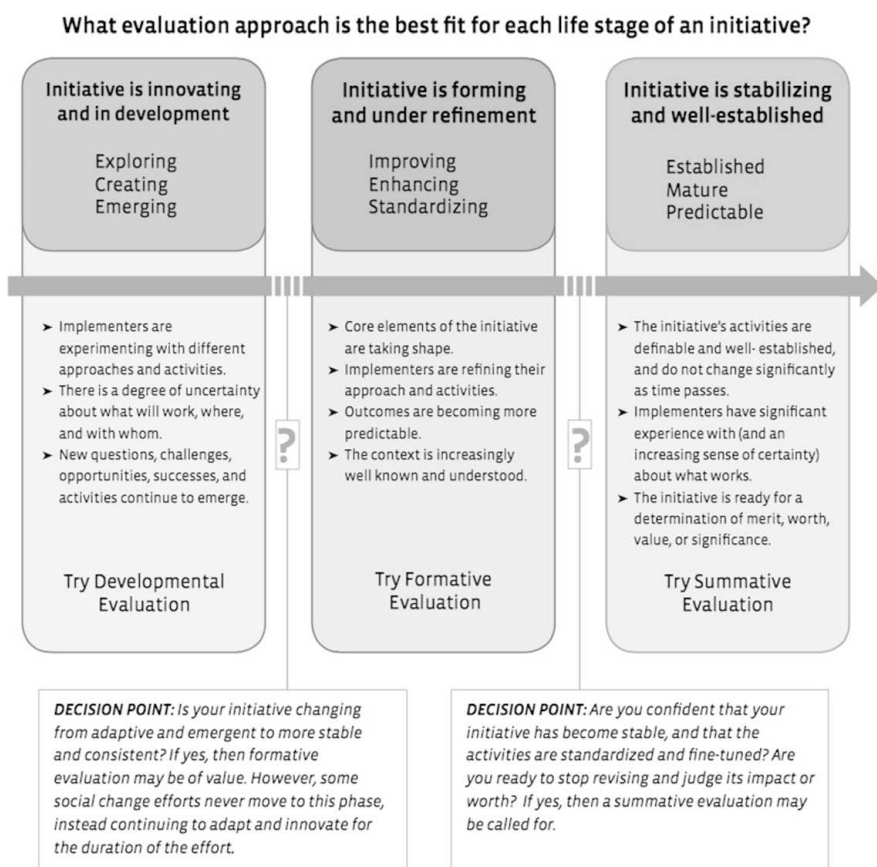 What evaluation approach is the best fit for each life stage of an initiative?
Initiative is innovating
and in development
Exploring
Creating
Emerging
➤ Implementers are
experimenting with different
approaches and activities.
➤ There is a degree of uncertainty
about what will work, where,
and with whom.
➤ New questions, challenges,
opportunities, successes, and
activities continue to emerge.
Try Developmental
Evaluation
Initiative is forming
and under refinement
Improving
Enhancing
Standardizing
➤ Core elements of the initiative
are taking shape.
➤ Implementers are refining their
approach and activities.
➤ Outcomes are becoming more
predictable.
➤ The context is increasingly
well known and understood.
Try Formative
Evaluation
Initiative is stabilizing
and well-established
Established
Mature
Predictable
➤ The initiative's activities are
definable and well- established,
and do not change significantly
as time passes.
➤ Implementers have significant
experience with (and an
increasing sense of certainty)
about what works.
➤ The initiative is ready for a
determination of merit, worth,
value, or significance.
Try Summative
Evaluation
?
?
DECISION POINT: Is your initiative changing
from adaptive and emergent to more stable
and consistent? If yes, then formative
evaluation may be of value. However, some
social change efforts never move to this phase,
instead continuing to adapt and innovate for
the duration of the effort.
DECISION POINT: Are you confident that your
initiative has become stable, and that the
activities are standardized and fine-tuned? Are
you ready to stop revising and judge its impact or
worth? If yes, then a summative evaluation may
be called for.